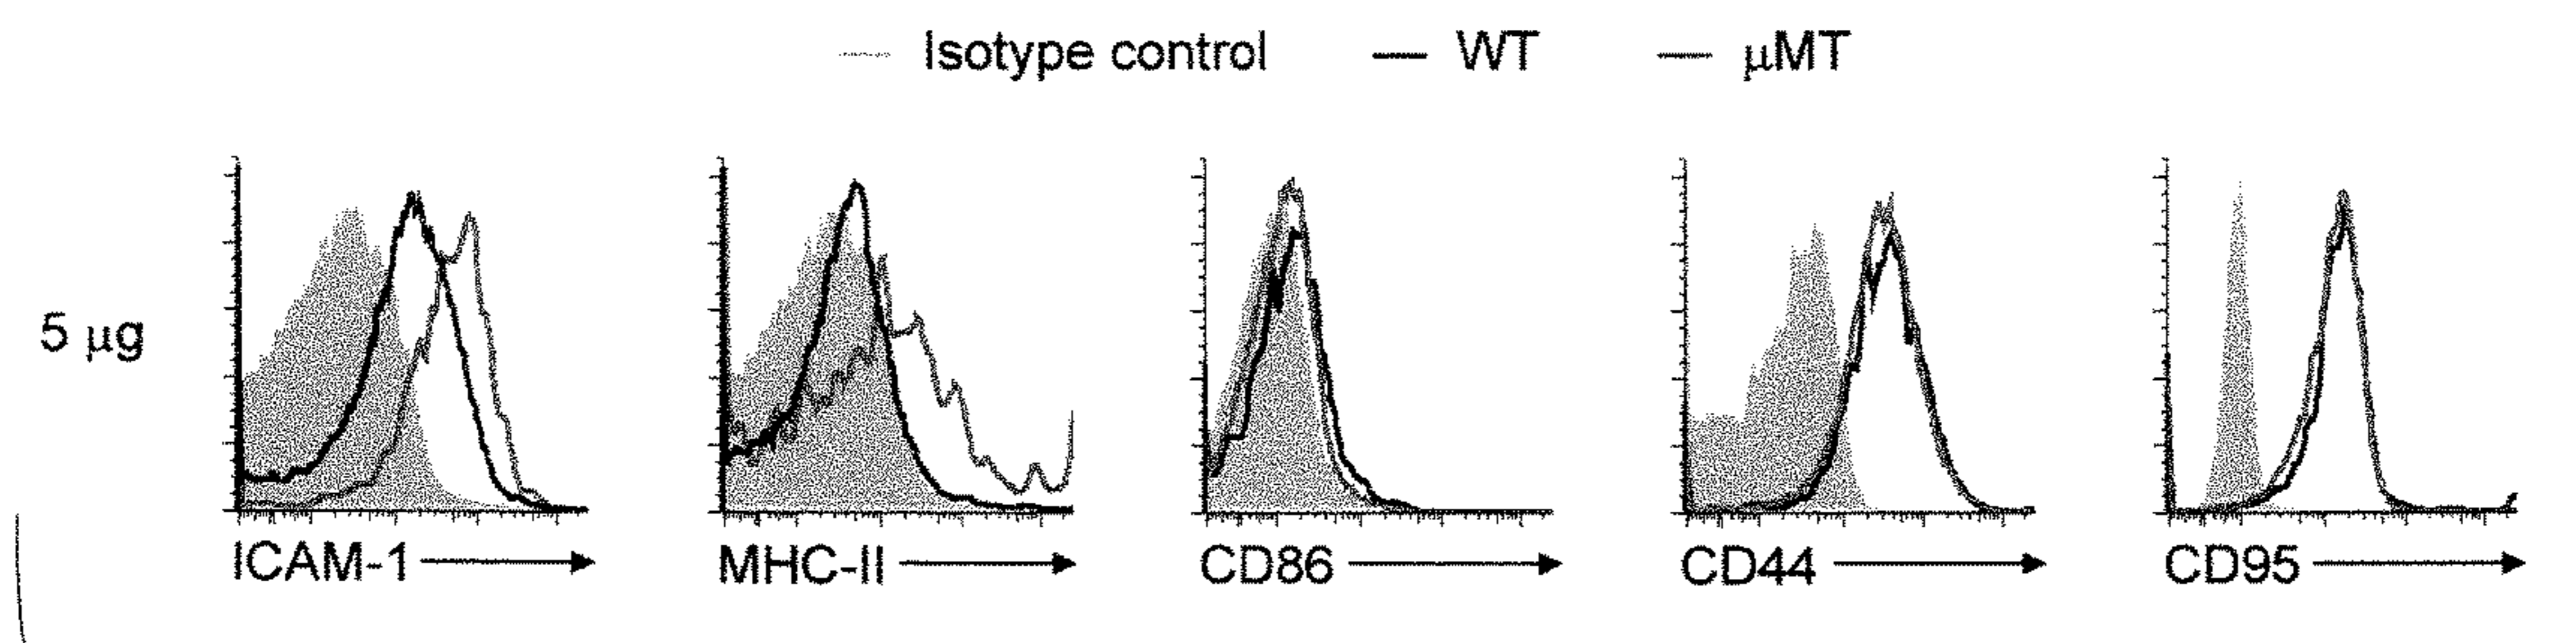 Isotype control WT μMT
5 μg
ICAM-1 MHC-II CD86 CD44 CD95